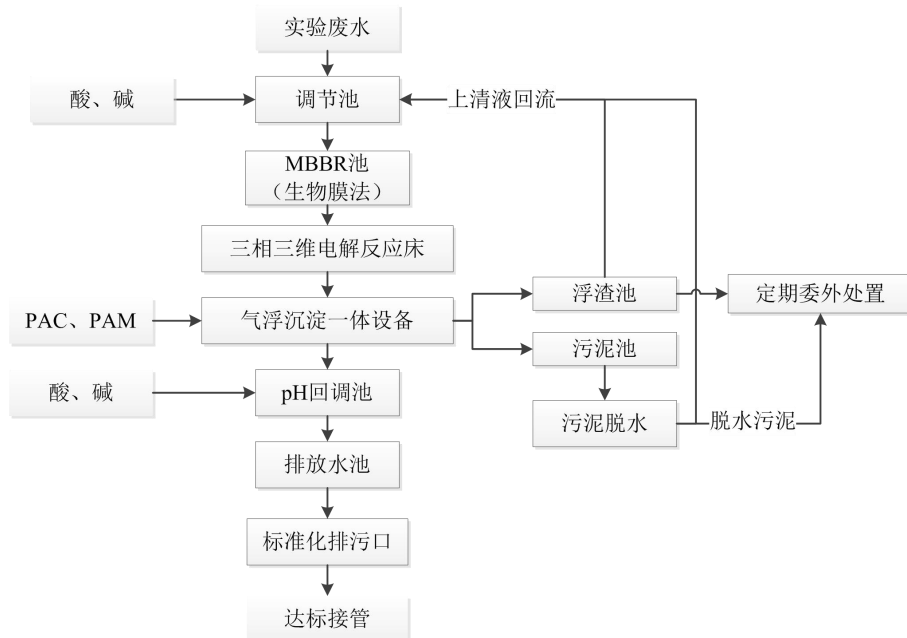 实验废水
酸、碱
调节池
上清液回流
MBBR池
（生物膜法）
三相三维电解反应床
PAC、PAM
气浮沉淀一体设备
浮渣池
定期委外处置
污泥池
酸、碱
pH回调池
污泥脱水
脱水污泥
排放水池
标准化排污口
达标接管